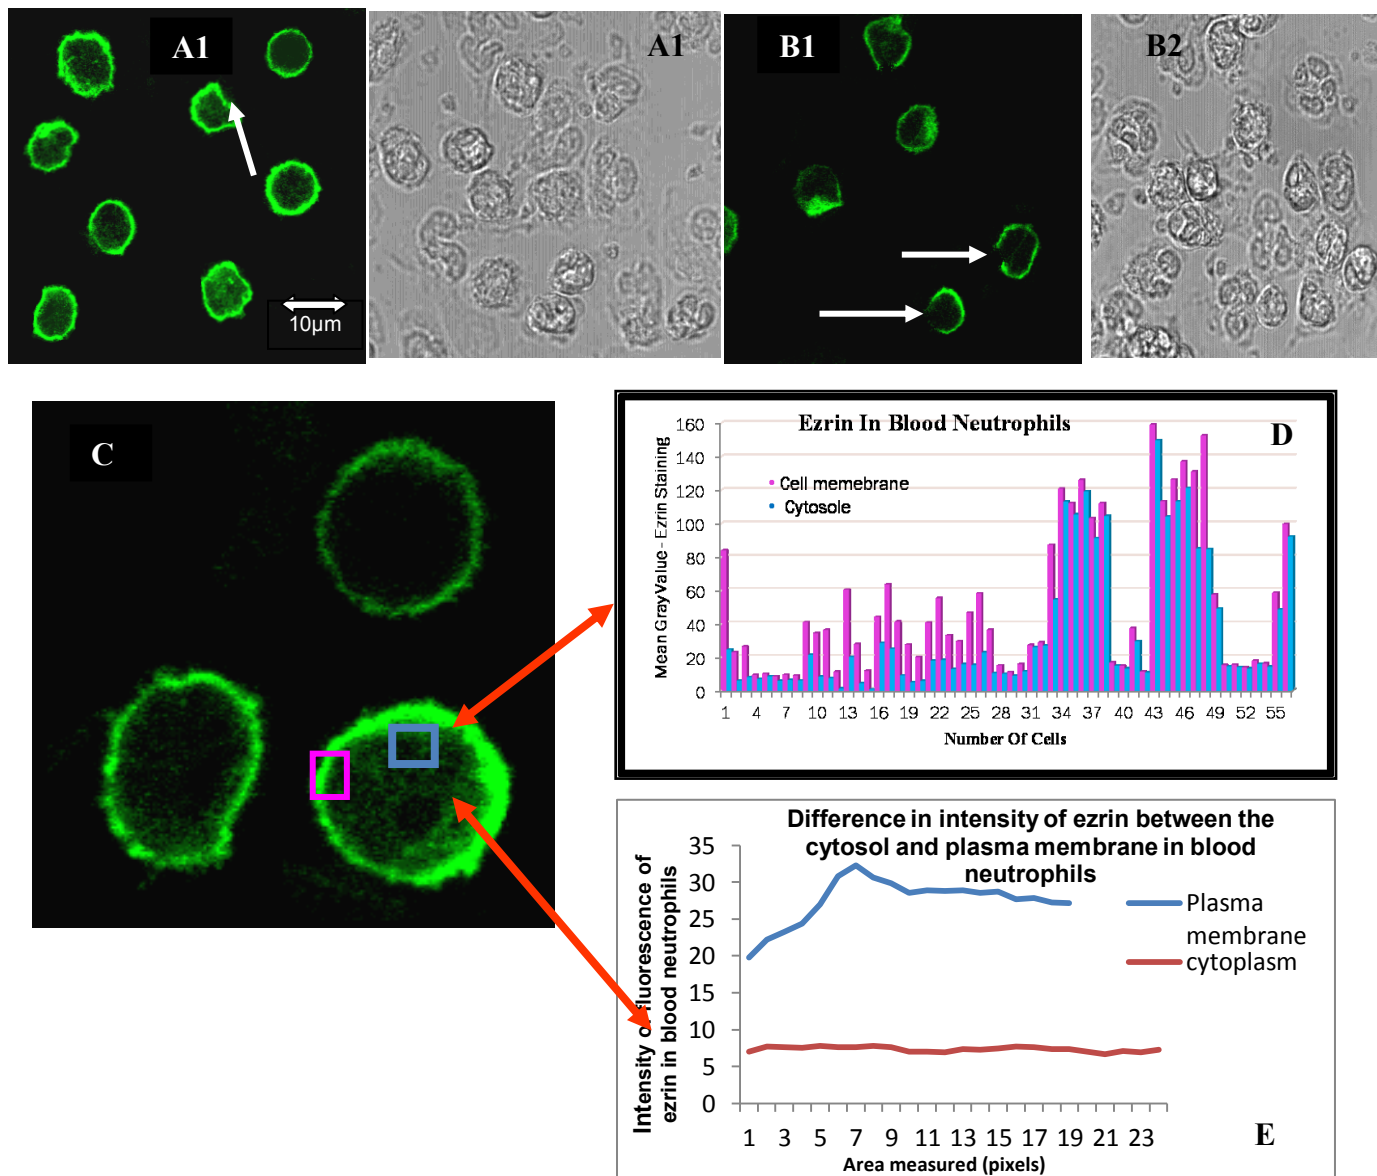 A1
A1
B1
B2
10µm
C
Ezrin In Blood Neutrophils
D
Mean Gray Value - Ezrin Staining
160
140
120
100
80
60
40
20
0
Cell memebrane
Cytosole
1 4 7 10 13 16 19 22 25 28 31 34 37 40 43 46 49 52 55
Number Of Cells
Difference in intensity of ezrin between the
cytosol and plasma membrane in blood
neutrophils
Intensity of fluorescence of
ezrin in blood neutrophils
35
30
25
20
15
10
5
0
Plasma
membrane
cytoplasm
1 3 5 7 9 11 13 15 17 19 21 23
Area measured (pixels)
E